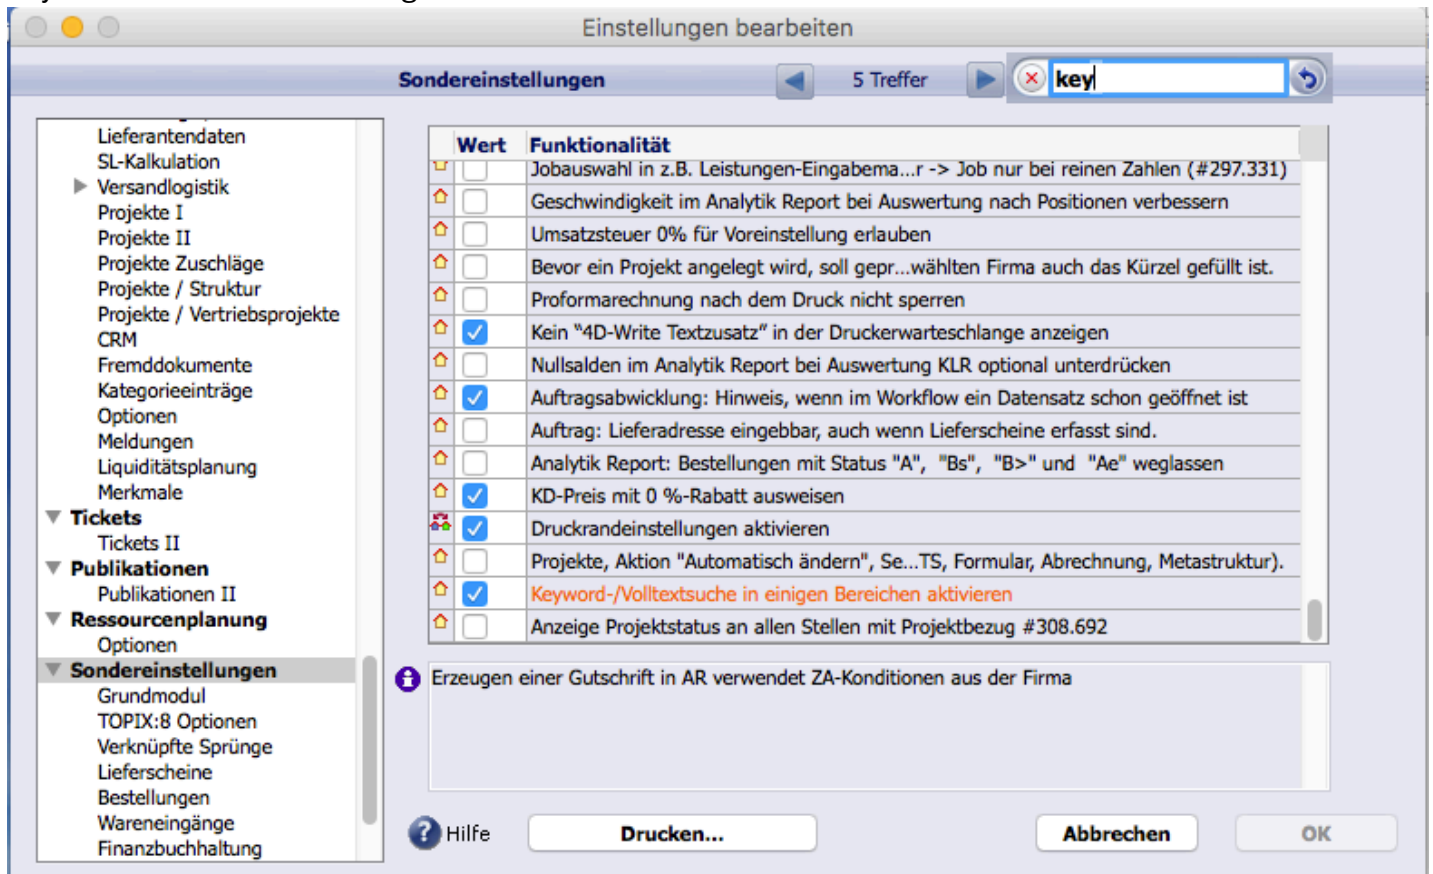 Einstellungen bearbeiten
Sondereinstellungen
5 Treffer
key
Lieferantendaten
SL-Kalkulation
Versandlogistik
Projekte I
Projekte II
Projekte Zuschläge
Projekte / Struktur
Projekte / Vertriebsprojekte
CRM
Fremddokumente
Kategorieeinträge
Optionen
Meldungen
Liquiditätsplanung
Merkmale
Tickets
Tickets II
Publikationen
Publikationen II
Ressourcenplanung
Optionen
Sondereinstellungen
Grundmodul
TOPIX:8 Optionen
Verknüpfte Sprünge
Lieferscheine
Bestellungen
Wareneingänge
Finanzbuchhaltung
Wert Funktionalität
Jobauswahl in z.B. Leistungen-Eingabema...r -> Job nur bei reinen Zahlen (#297.331)
Geschwindigkeit im Analytik Report bei Auswertung nach Positionen verbessern
Umsatzsteuer 0% für Voreinstellung erlauben
Bevor ein Projekt angelegt wird, soll gepr...wählten Firma auch das Kürzel gefüllt ist.
Proformarechnung nach dem Druck nicht sperren
Kein “4D-Write Textzusatz” in der Druckerwarteschlange anzeigen
Nullsalden im Analytik Report bei Auswertung KLR optional unterdrücken
Auftragsabwicklung: Hinweis, wenn im Workflow ein Datensatz schon geöffnet ist
Auftrag: Lieferadresse eingebbar, auch wenn Lieferscheine erfasst sind.
Analytik Report: Bestellungen mit Status "A", "Bs", "B>" und "Ae" weglassen
KD-Preis mit 0 %-Rabatt ausweisen
Druckrandeinstellungen aktivieren
Projekte, Aktion "Automatisch ändern", Se...TS, Formular, Abrechnung, Metastruktur).
Keyword-/Volltextsuche in einigen Bereichen aktivieren
Anzeige Projektstatus an allen Stellen mit Projektbezug #308.692
Erzeugen einer Gutschrift in AR verwendet ZA-Konditionen aus der Firma
Hilfe
Drucken...
Abbrechen
OK